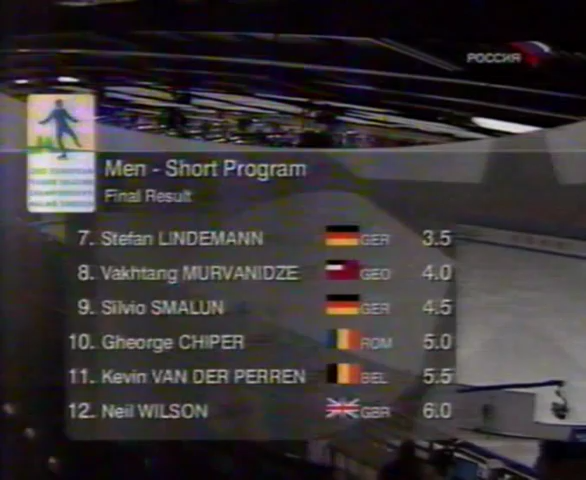 РОССИЯ
Men - Short Program
Final Result
7. Stefan LINDEMANN GER 3.5
8. Vakhtang MURVANIDZE GEO 4.0
9. Silvio SMALUN GER 4.5
10. Gheorge CHIPER ROM 5.0
11. Kevin VAN DER PERREN BEL 5.5
12. Neil WILSON GBR 6.0